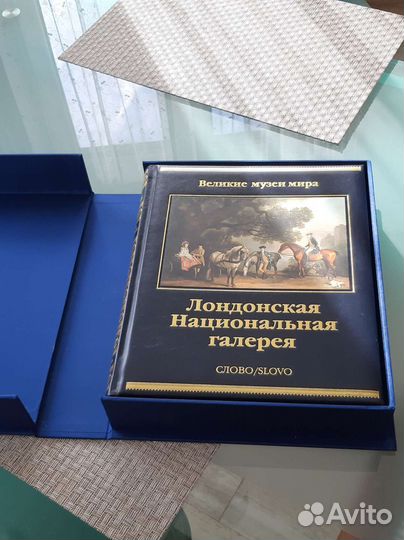 Великие музеи мира
Лондонская
Национальная
галерея
СЛОВО/SLOVO
Avito